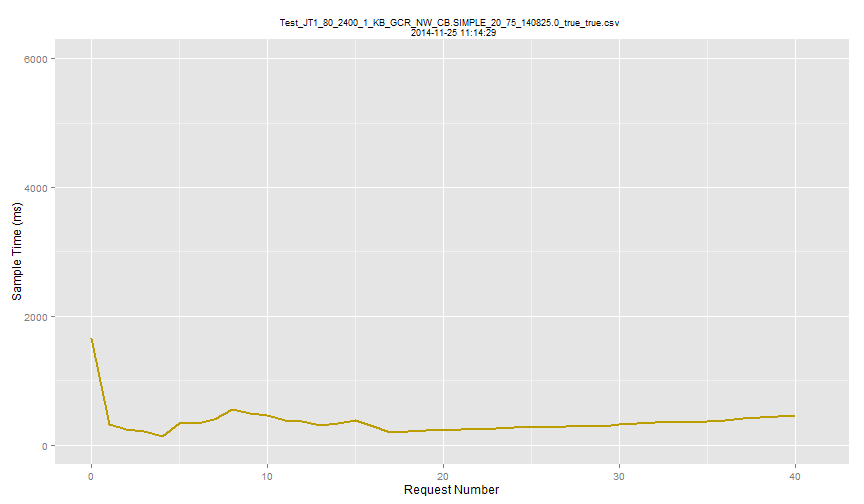 Test_JT1_80_2400_1_KB_GCR_NW_CB.SIMPLE_20_75_140825.0_true_true.csv
2014-11-25 11:14:29
6000
4000
2000
0
Sample Time (ms)
0 10 20 30 40
Request Number